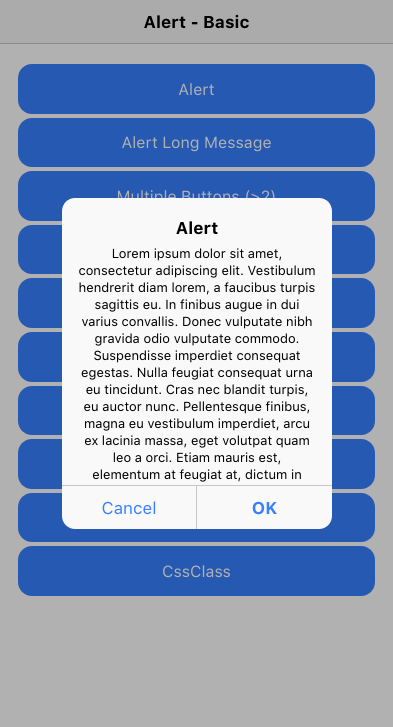 Alert - Basic
Alert
Alert Long Message
Multiple Buttons (>2)
Alert
Lorem ipsum dolor sit amet,
consectetur adipiscing elit. Vestibulum
hendrerit diam lorem, a faucibus turpis
sagittis eu. In finibus augue in dui
varius convallis. Donec vulputate nibh
gravida odio vulputate commodo.
Suspendisse imperdiet consequat
egestas. Nulla feugiat consequat urna
eu tincidunt. Cras nec blandit turpis,
eu auctor nunc. Pellentesque finibus,
magna eu vestibulum imperdiet, arcu
ex lacinia massa, eget volutpat quam
leo a orci. Etiam mauris est,
elementum at feugiat at, dictum in
Cancel
OK
CssClass